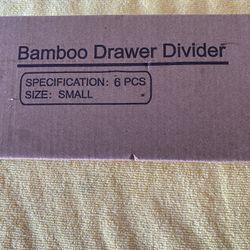 Bamboo Drawer Divider
SPECIFICATION: 6 PCS
SIZE: SMALL